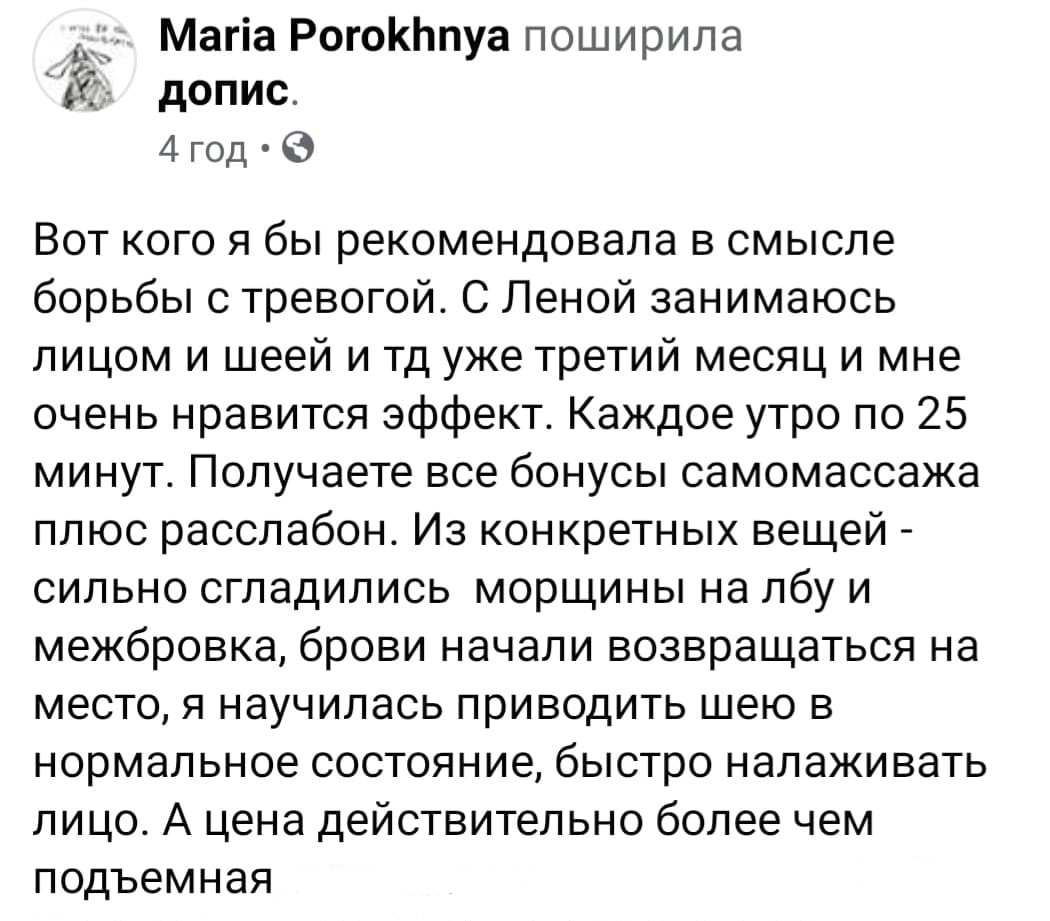 Maria Porokhnya поширила
допис.
4 год •
Вот кого я бы рекомендовала в смысле
борьбы с тревогой. С Леной занимаюсь
лицом и шеей и тд уже третий месяц и мне
очень нравится эффект. Каждое утро по 25
минут. Получаете все бонусы самомассажа
плюс расслабон. Из конкретных вещей -
сильно сгладились  морщины на лбу и
межбровка, брови начали возвращаться на
место, я научилась приводить шею в
нормальное состояние, быстро налаживать
лицо. А цена действительно более чем
подъемная